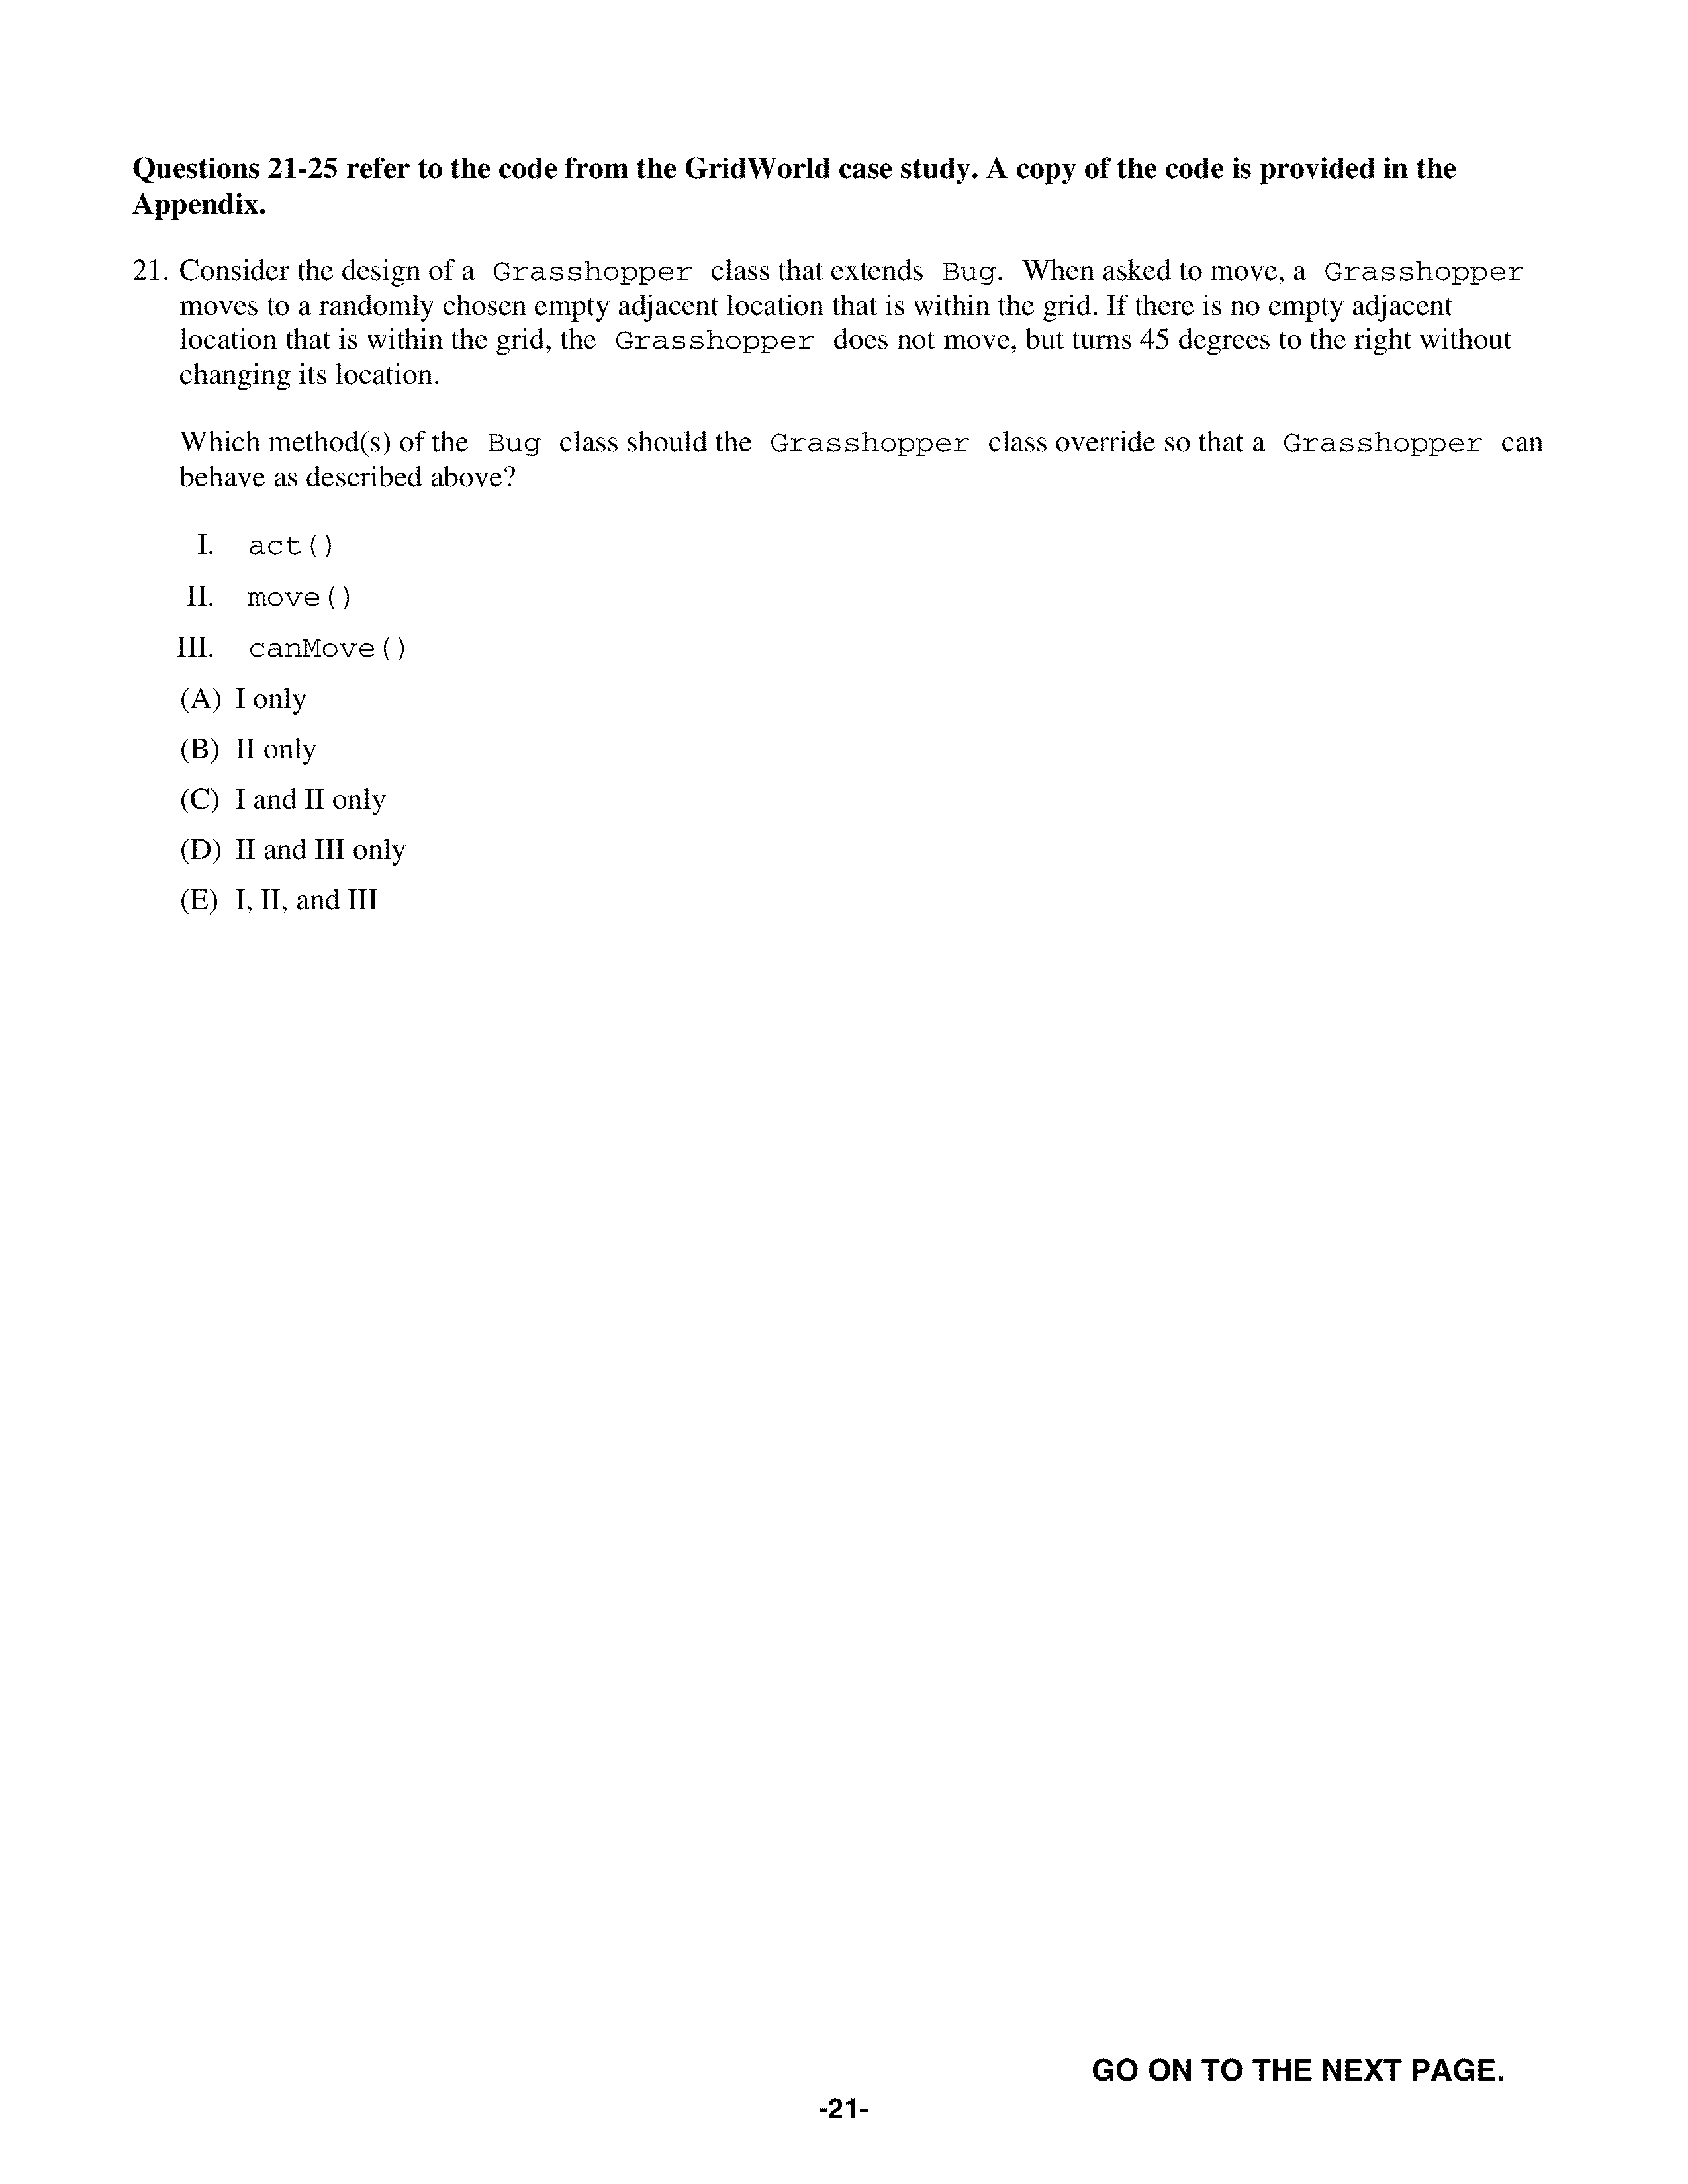 Questions 21-25 refer to the code from the GridWorld case study. A copy of the code is provided in the
Appendix.
21. Consider the design of a Grasshopper class that extends Bug. When asked to move, a Grasshopper
moves to a randomly chosen empty adjacent location that is within the grid. If there is no empty adjacent
location that is within the grid, the Grasshopper does not move, but turns 45 degrees to the right without
changing its location.
Which method(s) of the Bug class should the Grasshopper class override so that a Grasshopper can
behave as described above?
I. act()
II. move()
III. canMove()
(A) I only
(B) II only
(C) I and II only
(D) II and III only
(E) I, II, and III
GO ON TO THE NEXT PAGE.
-21-